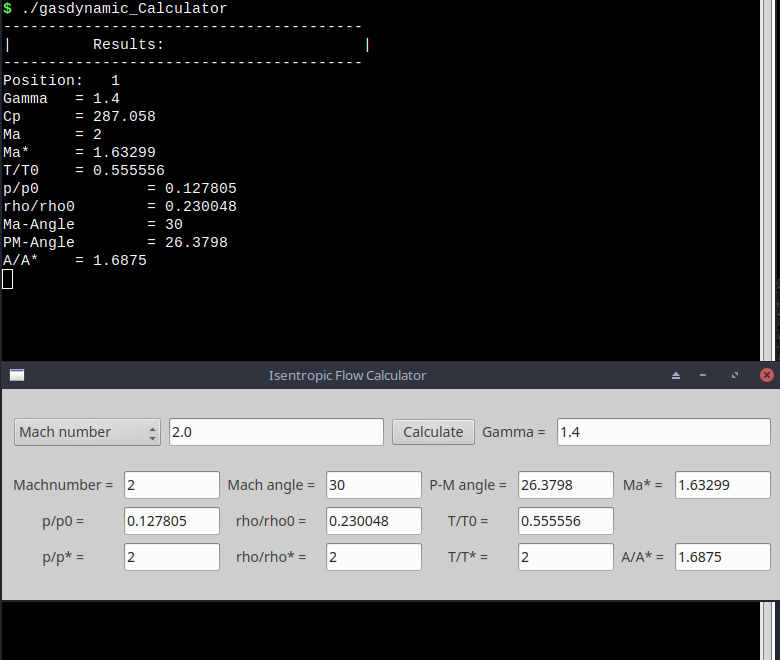 $ ./gasdynamic_Calculator
----------------------------------------
|         Results:                      |
----------------------------------------
Position:   1
Gamma   = 1.4
Cp      = 287.058
Ma      = 2
Ma*     = 1.63299
T/T0    = 0.555556
p/p0            = 0.127805
rho/rho0        = 0.230048
Ma-Angle        = 30
PM-Angle        = 26.3798
A/A*    = 1.6875
Isentropic Flow Calculator
Mach number 2.0 Calculate Gamma = 1.4
Machnumber = 2 Mach angle = 30 P-M angle = 26.3798 Ma* = 1.63299
p/p0 = 0.127805 rho/rho0 = 0.230048 T/T0 = 0.555556
p/p* = 2 rho/rho* = 2 T/T* = 2 A/A* = 1.6875